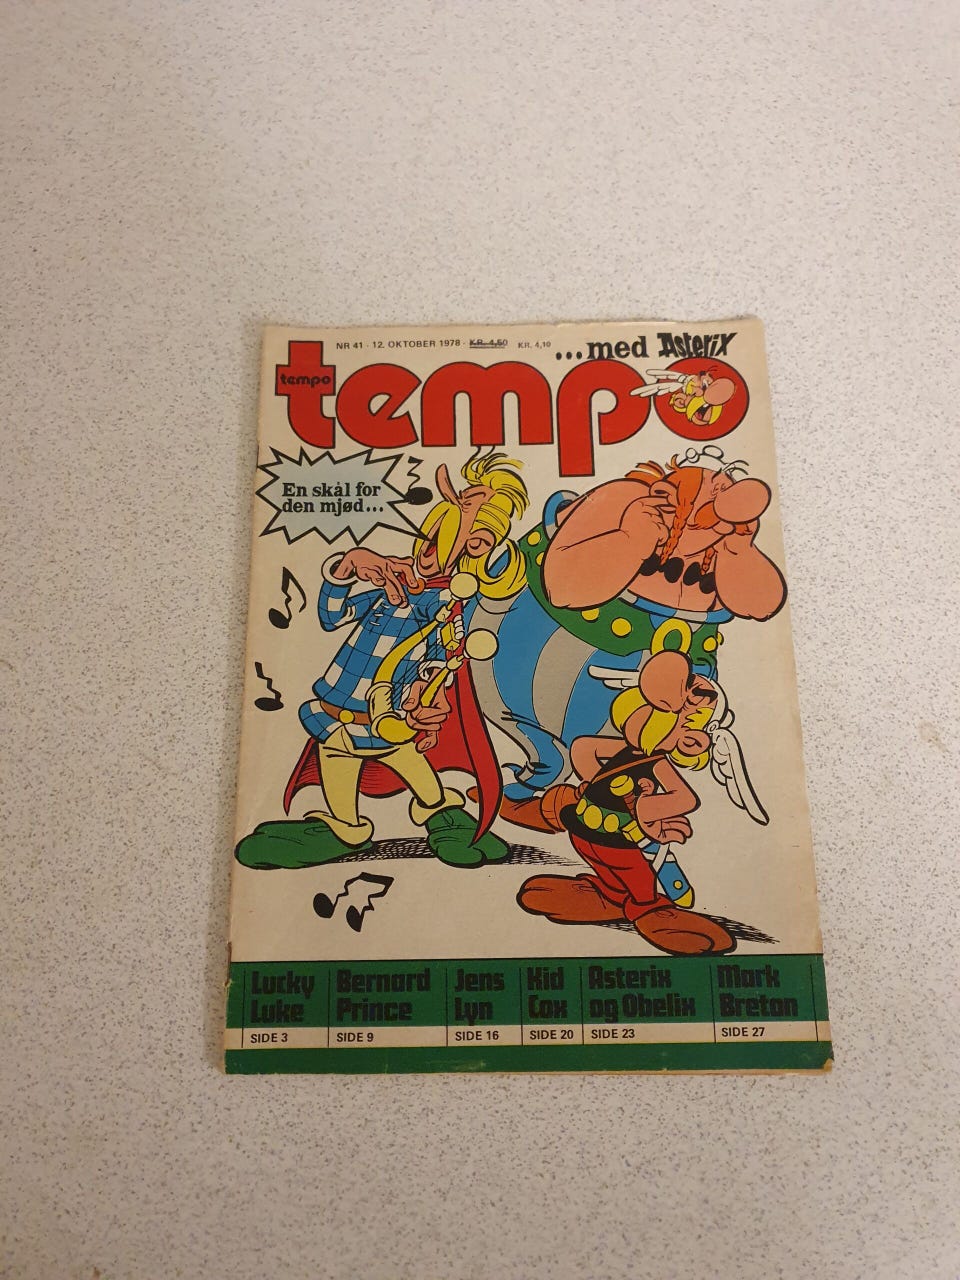 NR 41 · 12. OKTOBER 1978 · KR. 4,50 KR. 4,10
...med Asterix
tempo
tempo
En skål for
den mjød...
Lucky
Luke
SIDE 3
Bernard
Prince
SIDE 9
Jens
Lyn
SIDE 16
Kid
Cox
SIDE 20
Asterix
og Obelix
SIDE 23
Mark
Breton
SIDE 27